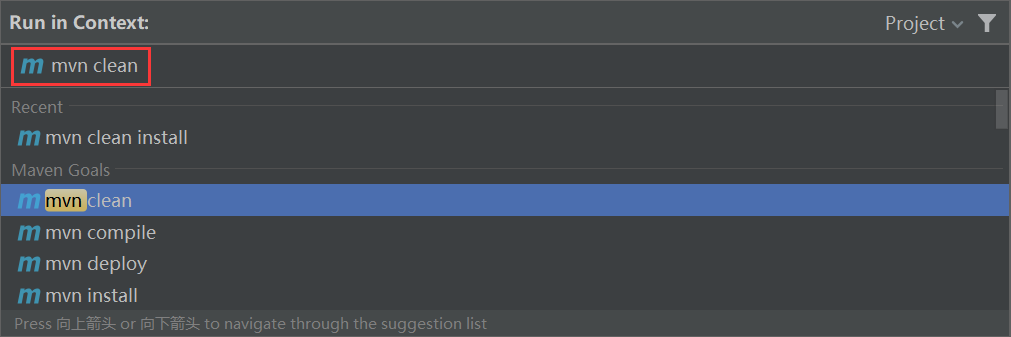 Run in Context: Project
m mvn clean
Recent
m mvn clean install
Maven Goals
m mvn clean
m mvn compile
m mvn deploy
m mvn install
Press 向上箭头 or 向下箭头 to navigate through the suggestion list